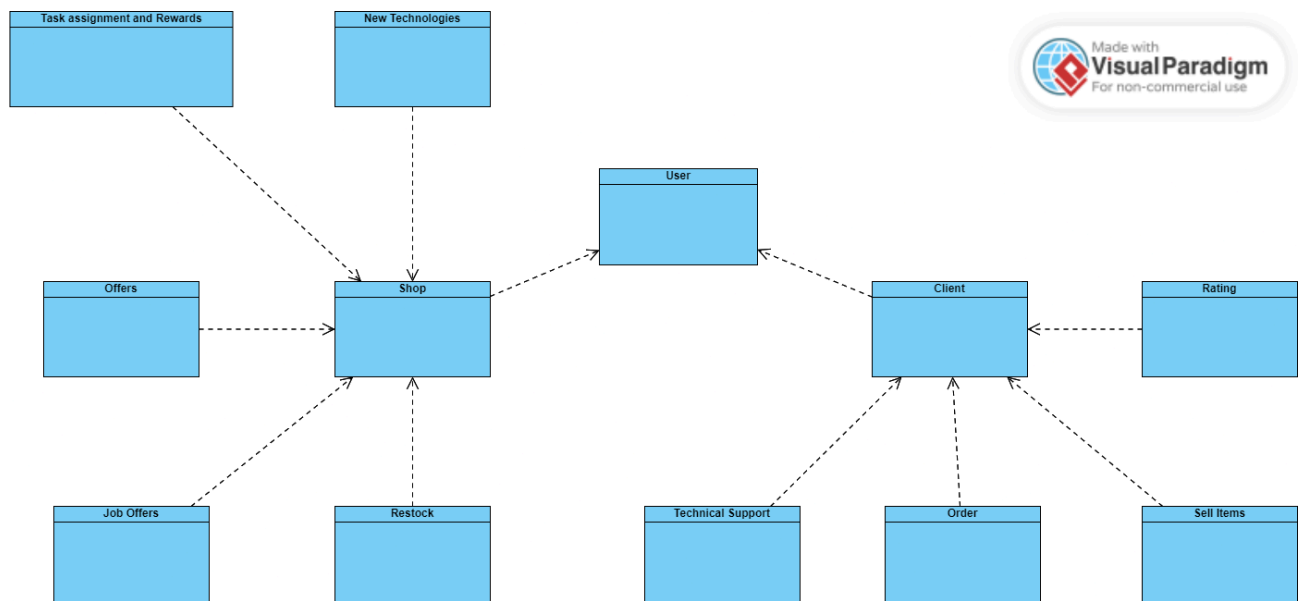 Task assignment and Rewards
New Technologies
Made with
Visual Paradigm
For non-commercial use
User
Offers
Shop
Client
Rating
Job Offers
Restock
Technical Support
Order
Sell Items